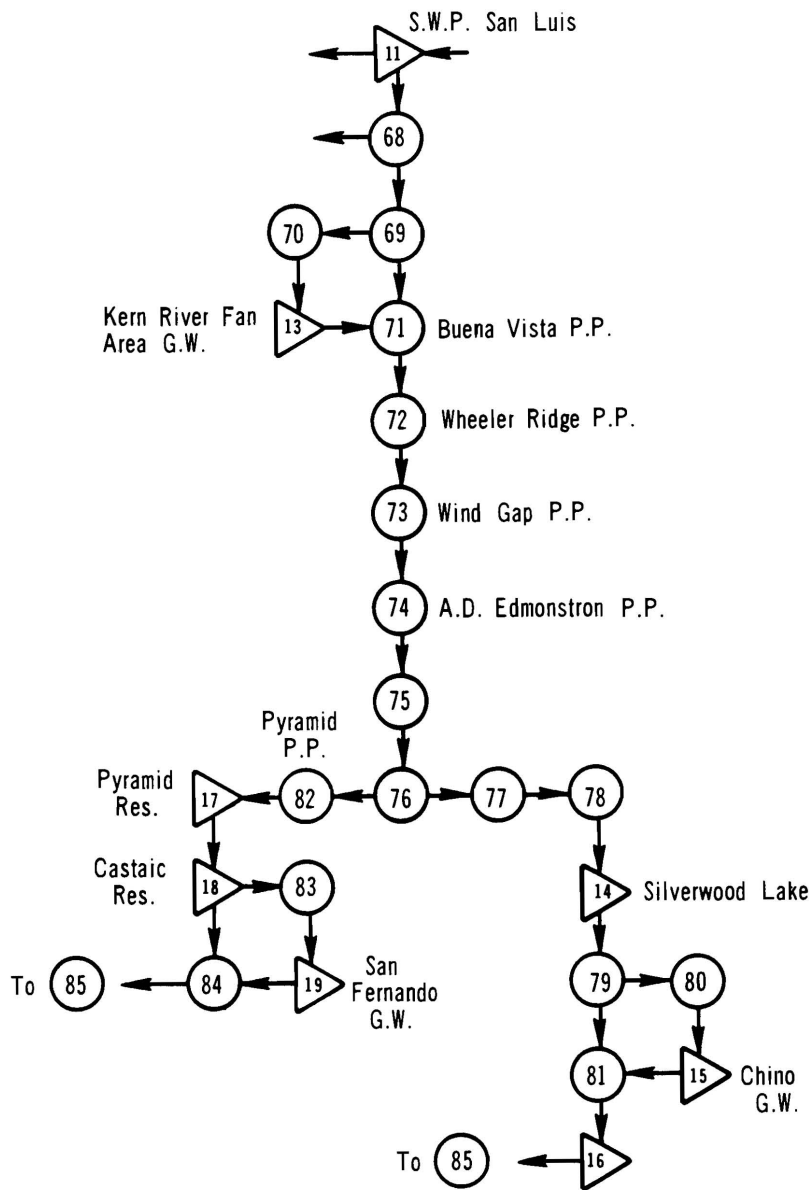 S.W.P. San Luis
11
68
70
69
Kern River Fan
Area G.W.
13
71
Buena Vista P.P.
72
Wheeler Ridge P.P.
73
Wind Gap P.P.
74
A.D. Edmonstron P.P.
75
Pyramid
P.P.
Pyramid
Res.
17
82
76
77
78
Castaic
Res.
18
83
14
Silverwood Lake
To 85
84
19
San
Fernando
G.W.
79
80
81
15
Chino
G.W.
To 85
16